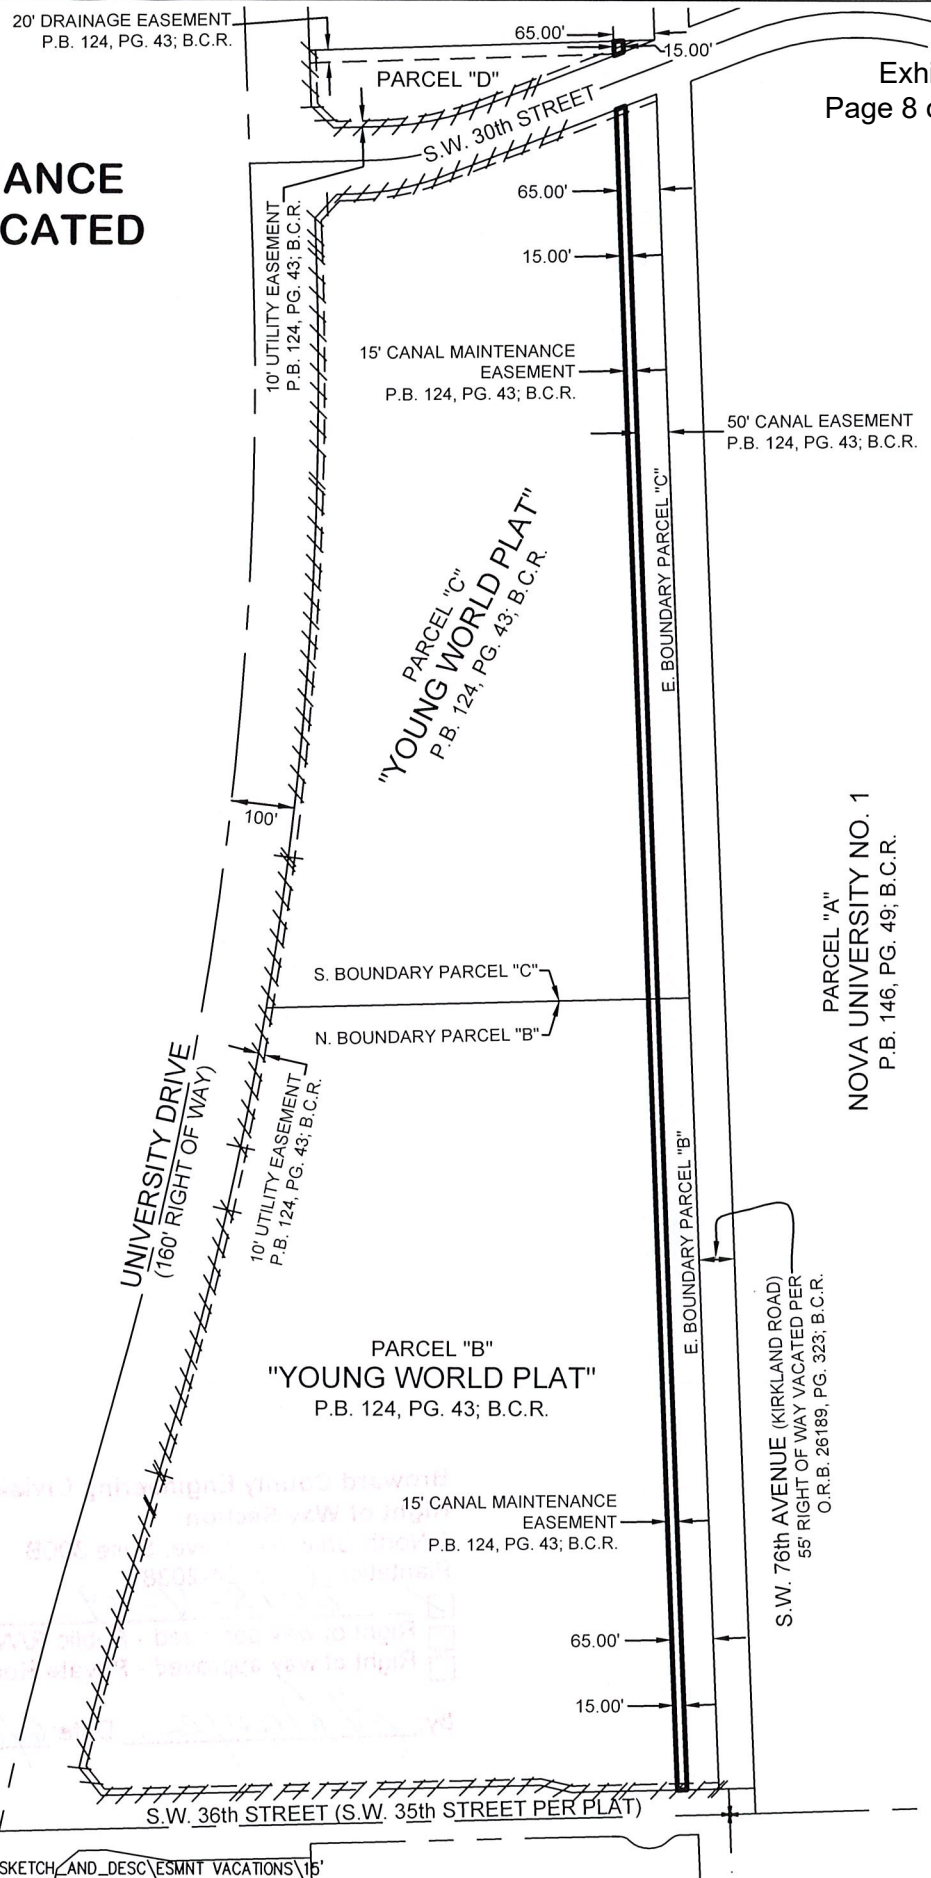 20' DRAINAGE EASEMENT
P.B. 124, PG. 43; B.C.R.
65.00'
15.00'
PARCEL "D"
S.W. 30th STREET
Exhi
Page 8 o
ANCE
CATED
10' UTILITY EASEMENT
P.B. 124, PG. 43; B.C.R.
65.00'
15.00'
15' CANAL MAINTENANCE
EASEMENT
P.B. 124, PG. 43; B.C.R.
50' CANAL EASEMENT
P.B. 124, PG. 43; B.C.R.
E. BOUNDARY PARCEL "C"
PARCEL "C"
"YOUNG WORLD PLAT"
P.B. 124, PG. 43; B.C.R.
100'
PARCEL "A"
NOVA UNIVERSITY NO. 1
P.B. 146, PG. 49; B.C.R.
S. BOUNDARY PARCEL "C"
N. BOUNDARY PARCEL "B"
UNIVERSITY DRIVE
(160' RIGHT OF WAY)
10' UTILITY EASEMENT
P.B. 124, PG. 43; B.C.R.
E. BOUNDARY PARCEL "B"
S.W. 76th AVENUE (KIRKLAND ROAD)
55' RIGHT OF WAY VACATED PER
O.R.B. 26189, PG. 323; B.C.R.
PARCEL "B"
"YOUNG WORLD PLAT"
P.B. 124, PG. 43; B.C.R.
15' CANAL MAINTENANCE
EASEMENT
P.B. 124, PG. 43; B.C.R.
65.00'
15.00'
S.W. 36th STREET (S.W. 35th STREET PER PLAT)
SKETCH_AND_DESC\ESMNT VACATIONS\15'